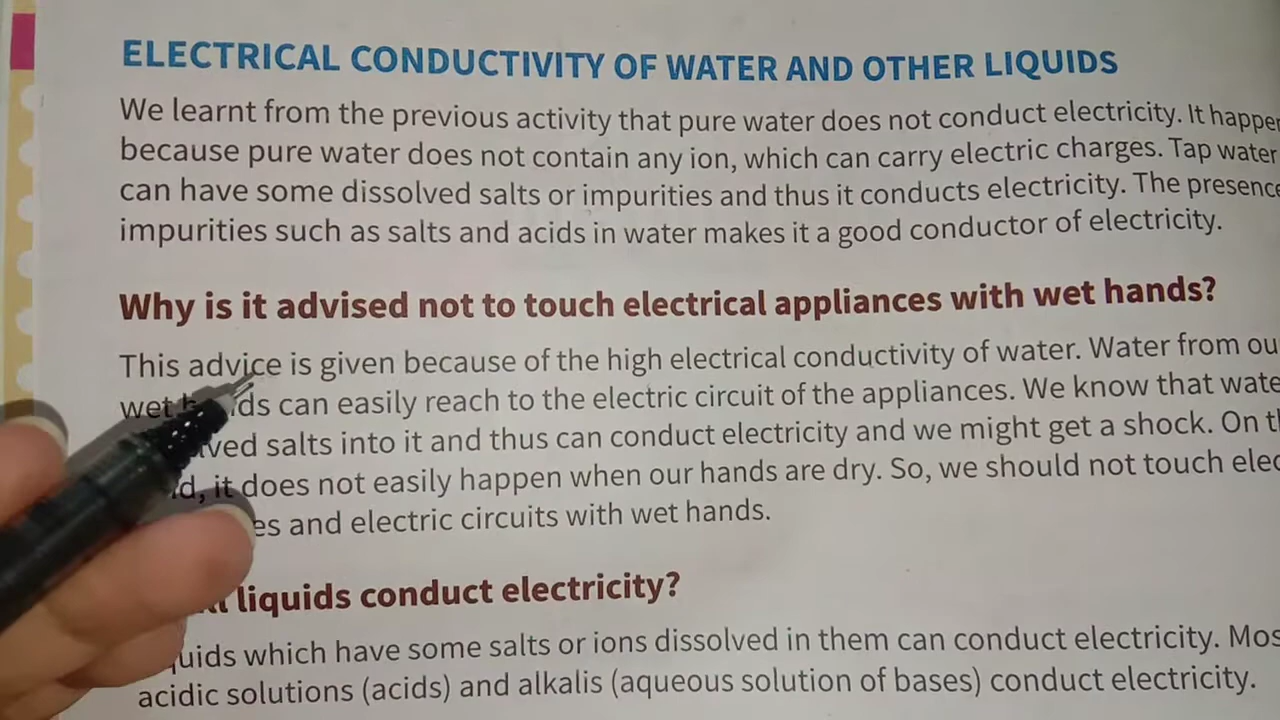 ELECTRICAL CONDUCTIVITY OF WATER AND OTHER LIQUIDS
We learnt from the previous activity that pure water does not conduct electricity. It happen
because pure water does not contain any ion, which can carry electric charges. Tap water
can have some dissolved salts or impurities and thus it conducts electricity. The presence
impurities such as salts and acids in water makes it a good conductor of electricity.
Why is it advised not to touch electrical appliances with wet hands?
This advice is given because of the high electrical conductivity of water. Water from ou
wet can easily reach to the electric circuit of the appliances. We know that wate
salts into it and thus can conduct electricity and we might get a shock. On th
it does not easily happen when our hands are dry. So, we should not touch elec
and electric circuits with wet hands.
liquids conduct electricity?
which have some salts or ions dissolved in them can conduct electricity. Mos
acidic solutions (acids) and alkalis (aqueous solution of bases) conduct electricity.